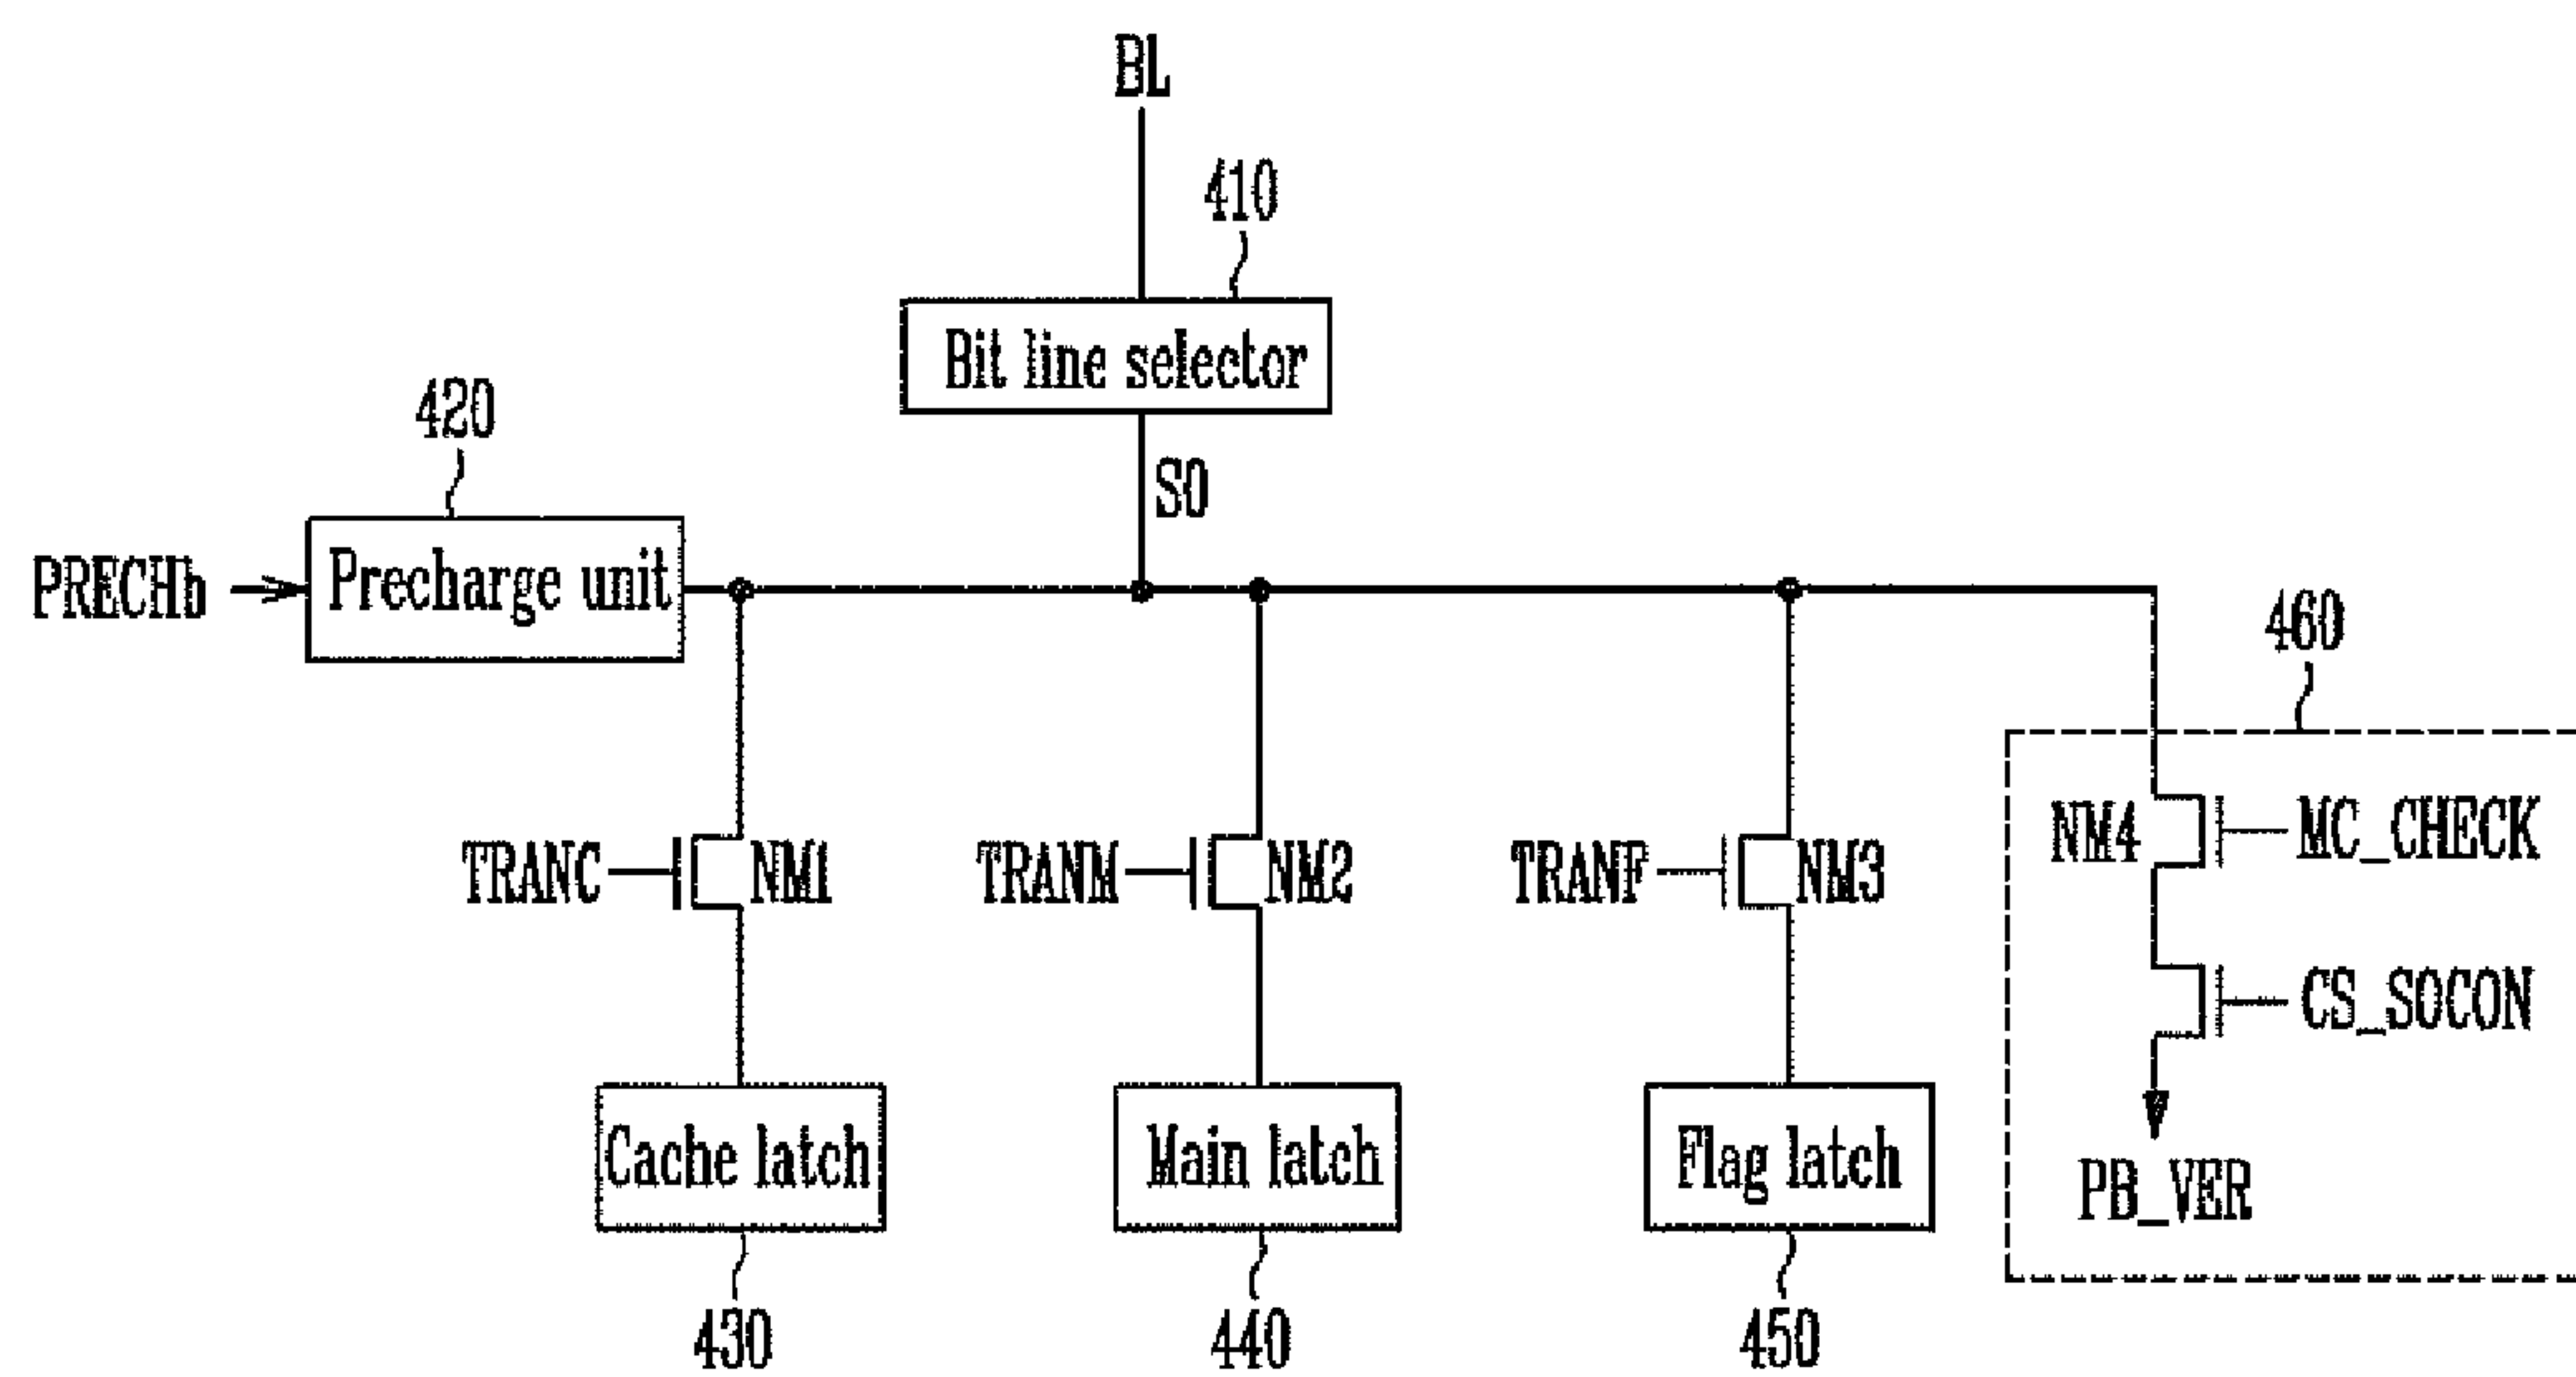 BL
410
Bit line selector
420
SO
PRECHb
Precharge unit
460
TRANC
NM1
TRANM
NM2
TRANF
NM3
NM4
MC_CHECK
CS_SOCON
Cache latch
Main latch
Flag latch
PB_VER
430
440
450